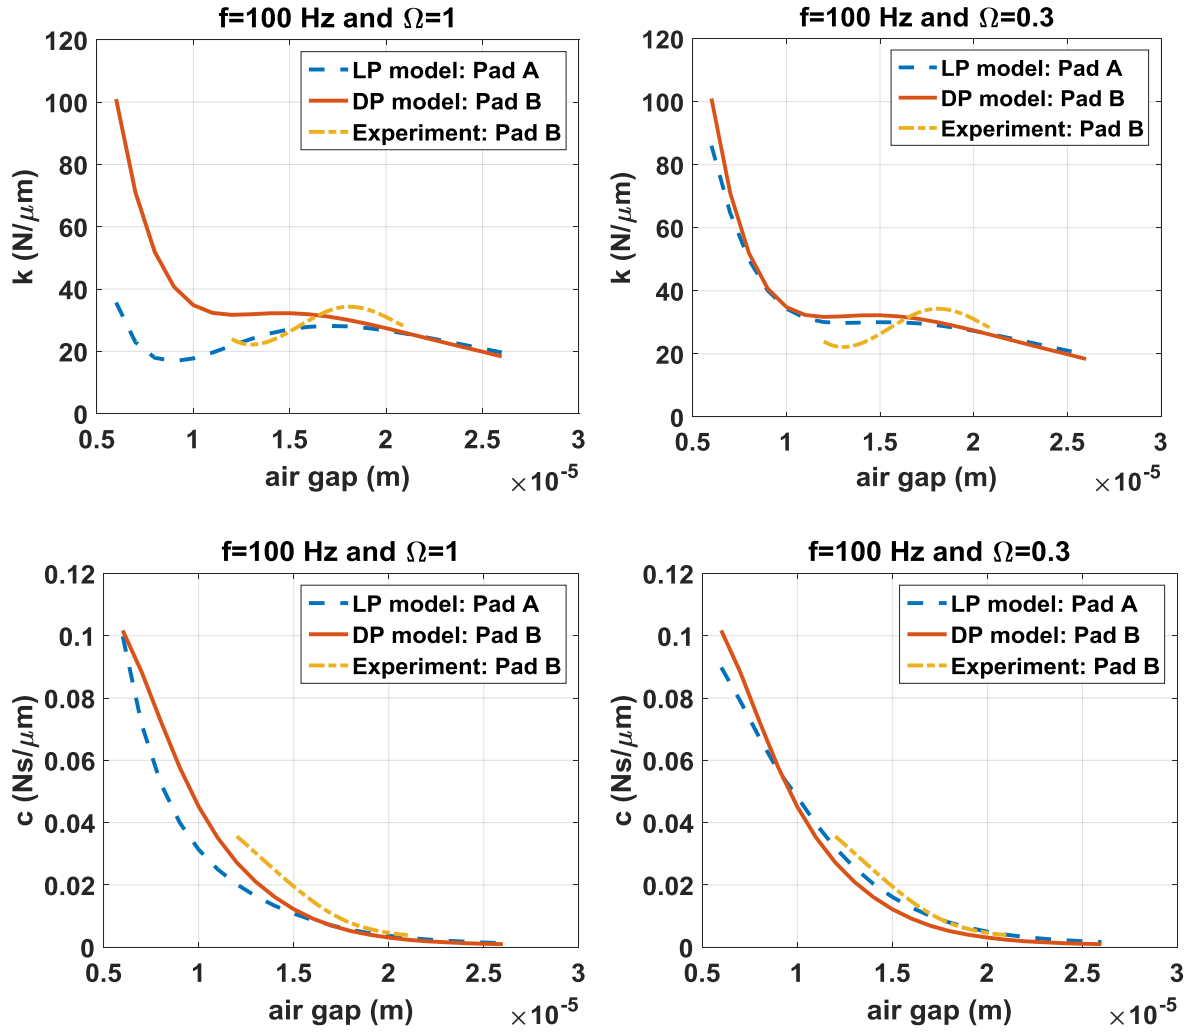 f=100 Hz and Ω=1
120
100
80
60
40
20
0
k (N/μm)
LP model: Pad A
DP model: Pad B
Experiment: Pad B
0.5 1 1.5 2 2.5 3
air gap (m)
×10-5
f=100 Hz and Ω=0.3
120
100
80
60
40
20
0
k (N/μm)
LP model: Pad A
DP model: Pad B
Experiment: Pad B
0.5 1 1.5 2 2.5 3
air gap (m)
×10-5
f=100 Hz and Ω=1
0.12
0.1
0.08
0.06
0.04
0.02
0
c (Ns/μm)
LP model: Pad A
DP model: Pad B
Experiment: Pad B
0.5 1 1.5 2 2.5 3
air gap (m)
×10-5
f=100 Hz and Ω=0.3
0.12
0.1
0.08
0.06
0.04
0.02
0
c (Ns/μm)
LP model: Pad A
DP model: Pad B
Experiment: Pad B
0.5 1 1.5 2 2.5 3
air gap (m)
×10-5